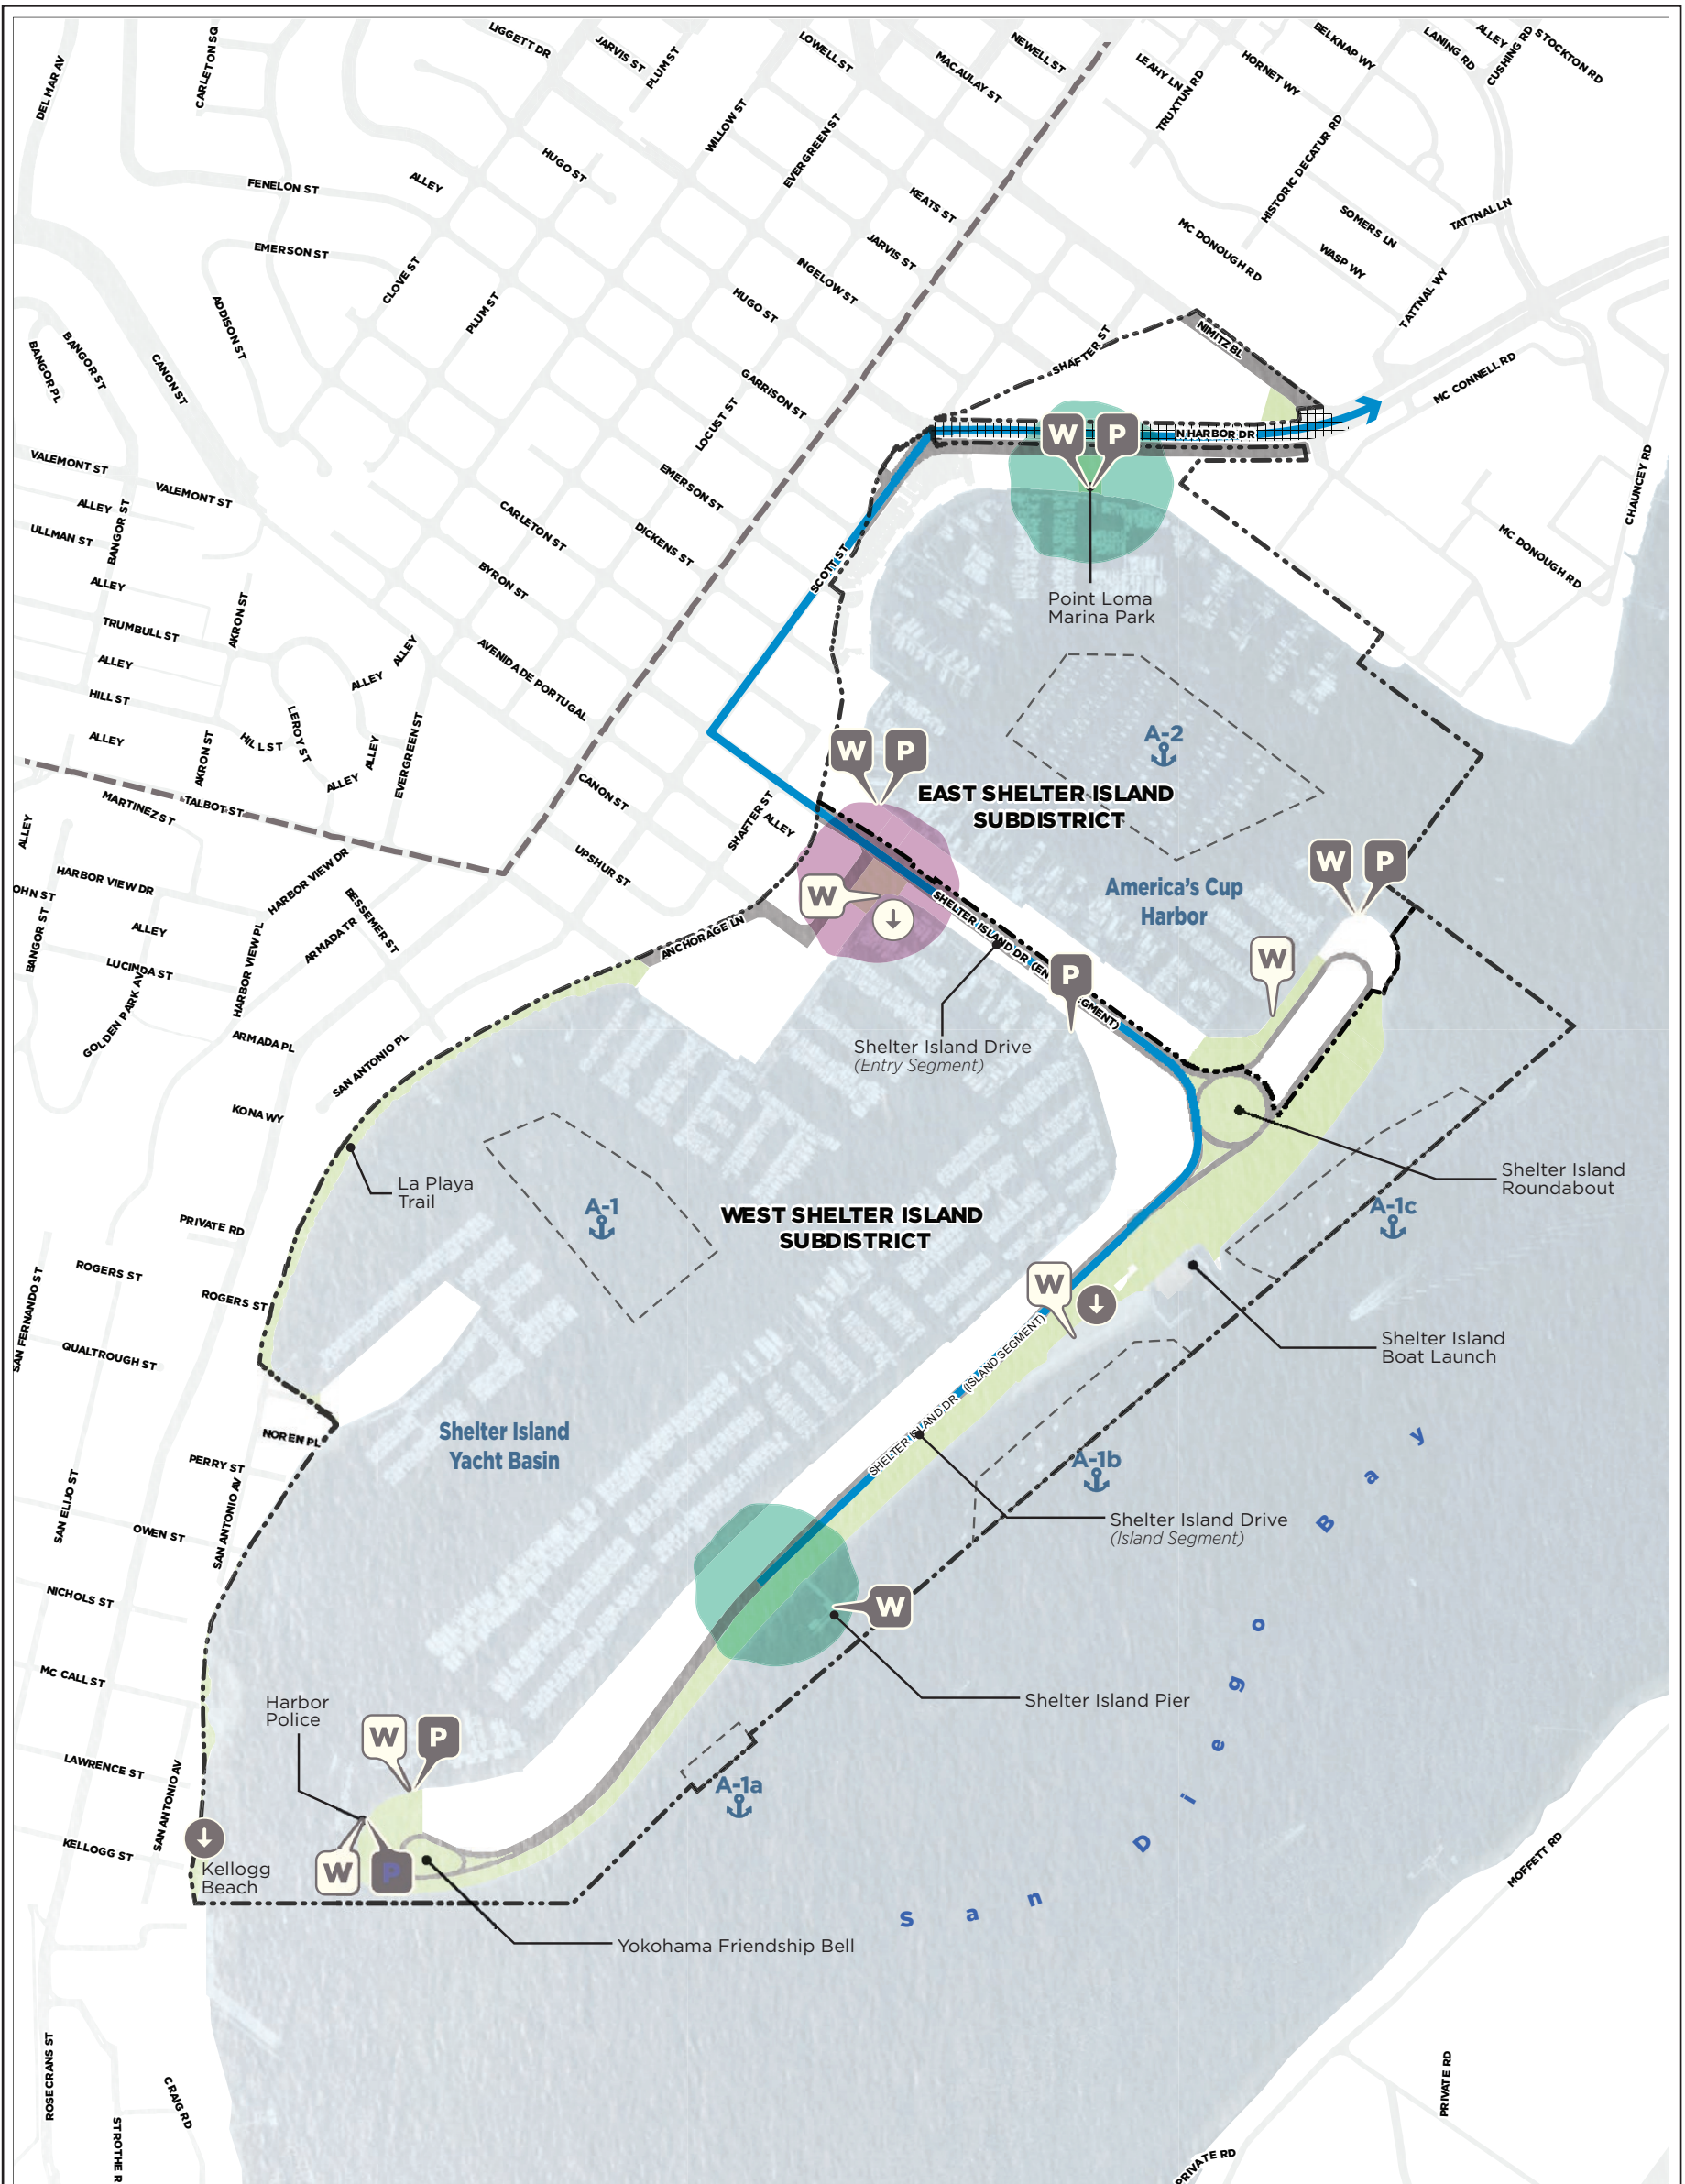 LIGGETT DR
JARVIS ST
PLUM ST
LOWELL ST
MACAULAY ST
NEWELL ST
LEAHY LN
TRUXTUN RD
HORNET WY
BELKNAP WY
LANING RD
ALLEY
CUSHING RD
STOCKTON RD
DEL MAR AV
CARLETON SQ
WILLOW ST
EVERGREEN ST
HUGO ST
FENELON ST
ALLEY
KEATS ST
HISTORIC DECATUR RD
SOMERS LN
TATTNAL LN
MC DONOUGH RD
WASP WY
TATTNAL WY
EMERSON ST
CLOVE ST
JARVIS ST
INGELOW ST
HUGO ST
PLUM ST
ADDISON ST
BANGOR ST
BANGOR PL
CANON ST
SHAFTER ST
NIMITZ BL
MC CONNELL RD
GARRISON ST
LOCUST ST
W
P
N HARBOR DR
CHAUNCEY RD
VALEMONT ST
VALEMONT ST
ALLEY
BANGOR ST
ULLMAN ST
EMERSON ST
CARLETON ST
DICKENS ST
MC DONOUGH RD
ALLEY
BYRON ST
SCOTT ST
Point Loma
Marina Park
TRUMBULL ST
AKRON ST
ALLEY
ALLEY
ALLEY
AVENIDA DE PORTUGAL
HILL ST
ALLEY
HILL ST
LEROY ST
ALLEY
EVERGREEN ST
AKRON ST
ALLEY
A-2
W
P
EAST SHELTER ISLAND
SUBDISTRICT
CANON ST
SHAFTER ST
ALLEY
MARTINEZ ST
TALBOT ST
ALLEY
UPSHUR ST
HARBOR VIEW DR
HARBOR VIEW DR
W
P
America's Cup
Harbor
W
OHN ST
BANGOR ST
ALLEY
HARBOR VIEW PL
BESSEMER ST
ARMADA TR
ANCHORAGE LN
LUCINDA ST
GOLDEN PARK AV
SHELTER ISLAND DR (EN
GMENT)
P
W
ARMADA PL
SAN ANTONIO PL
Shelter Island Drive
(Entry Segment)
KONA WY
La Playa
Trail
A-1
WEST SHELTER ISLAND
SUBDISTRICT
Shelter Island
Roundabout
A-1c
PRIVATE RD
ROGERS ST
ROGERS ST
SAN FERNANDO ST
W
Shelter Island
Boat Launch
QUALTROUGH ST
SHELTER ISLAND DR (ISLAND SEGMENT)
Shelter Island
Yacht Basin
NOREN PL
PERRY ST
SAN ELIJO ST
SAN ANTONIO AV
OWEN ST
A-1b
Shelter Island Drive
(Island Segment)
NICHOLS ST
W
MC CALL ST
Shelter Island Pier
Harbor
Police
W
P
LAWRENCE ST
SAN ANTONIO AV
A-1a
KELLOGG ST
Kellogg
Beach
W
P
Yokohama Friendship Bell
San Diego Bay
MOFFETT RD
ROSECRANS ST
CRAIG RD
STROTHE R
PRIVATE RD
PRIVATE RD